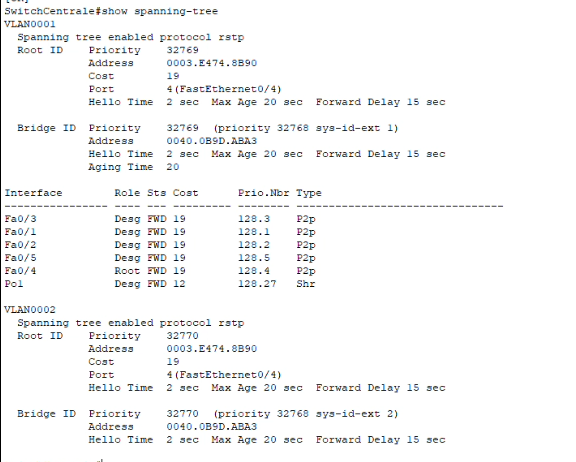 SwitchCentrale#show spanning-tree
VLAN0001
  Spanning tree enabled protocol rstp
  Root ID    Priority    32769
             Address     0003.E474.8B90
             Cost        19
             Port        4(FastEthernet0/4)
             Hello Time  2 sec  Max Age 20 sec  Forward Delay 15 sec

  Bridge ID  Priority    32769  (priority 32768 sys-id-ext 1)
             Address     0040.0B9D.ABA3
             Hello Time  2 sec  Max Age 20 sec  Forward Delay 15 sec
             Aging Time  20

Interface        Role Sts Cost      Prio.Nbr Type
---------------- ---- --- --------- -------- --------------------------------
Fa0/3            Desg FWD 19        128.3    P2p
Fa0/1            Desg FWD 19        128.1    P2p
Fa0/2            Desg FWD 19        128.2    P2p
Fa0/5            Desg FWD 19        128.5    P2p
Fa0/4            Root FWD 19        128.4    P2p
Po1              Desg FWD 12        128.27   Shr

VLAN0002
  Spanning tree enabled protocol rstp
  Root ID    Priority    32770
             Address     0003.E474.8B90
             Cost        19
             Port        4(FastEthernet0/4)
             Hello Time  2 sec  Max Age 20 sec  Forward Delay 15 sec

  Bridge ID  Priority    32770  (priority 32768 sys-id-ext 2)
             Address     0040.0B9D.ABA3
             Hello Time  2 sec  Max Age 20 sec  Forward Delay 15 sec